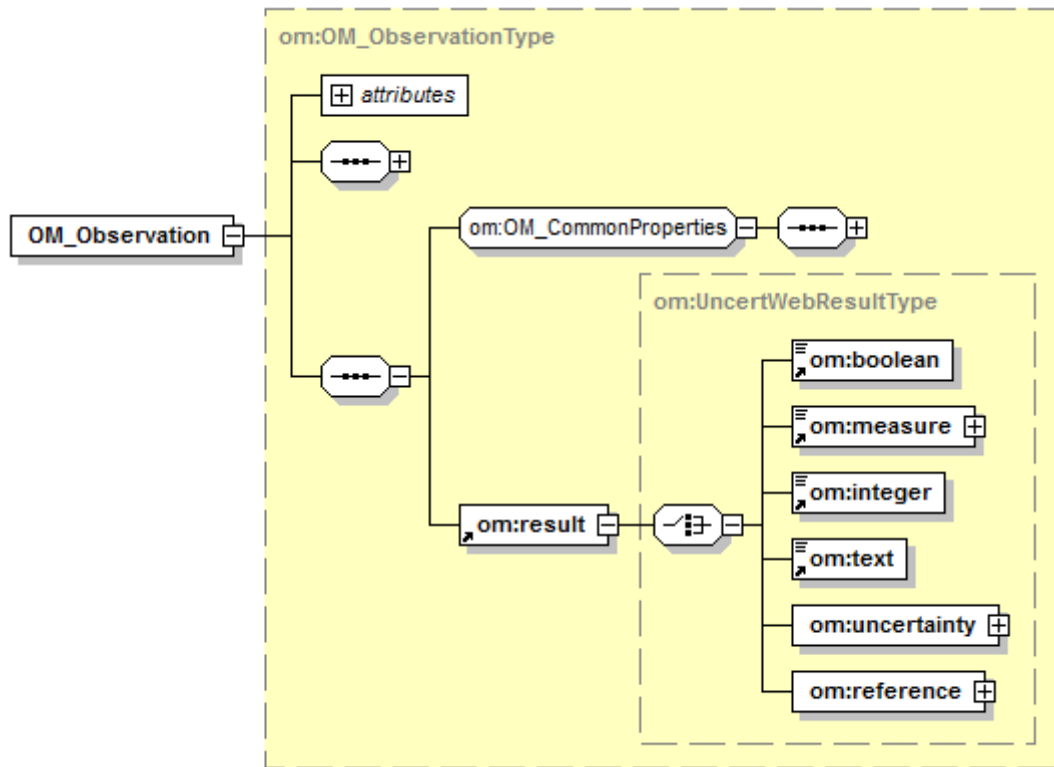 om:OM_ObservationType
attributes
OM_Observation
om:OM_CommonProperties
om:UncertWebResultType
om:boolean
om:measure
om:integer
om:result
om:text
om:uncertainty
om:reference